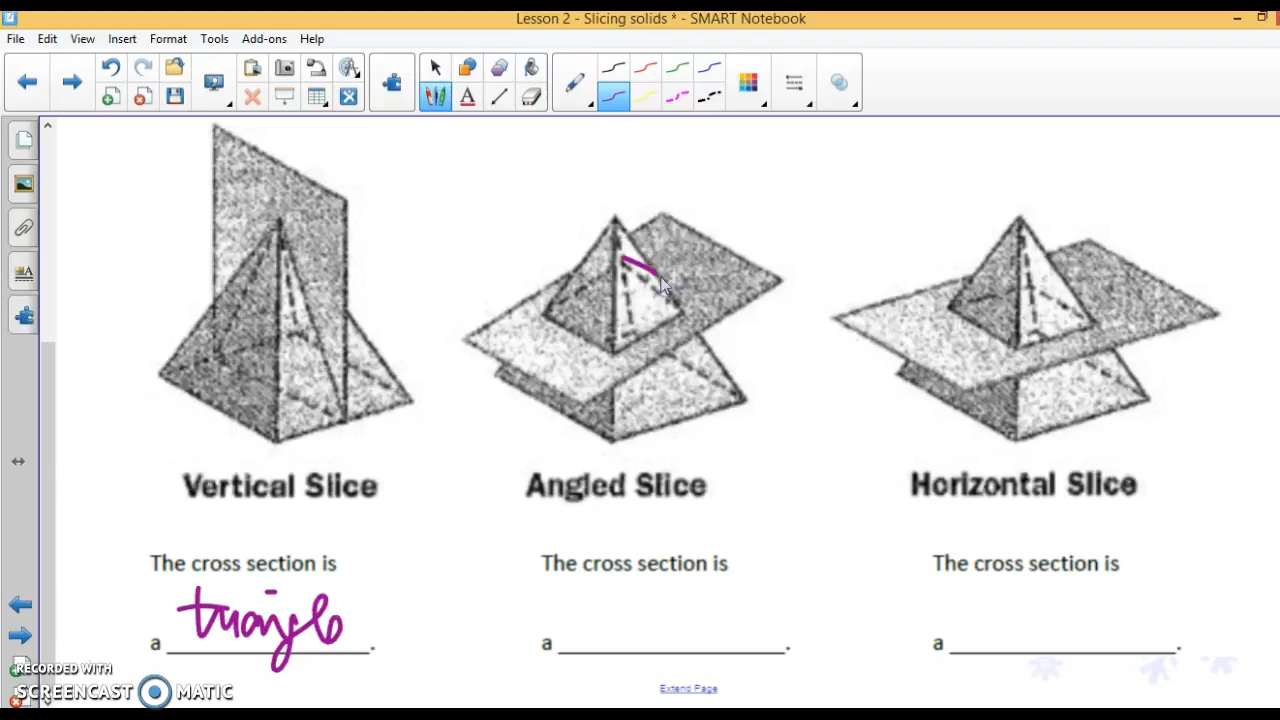 Lesson 2 - Slicing solids * - SMART Notebook
File Edit View Insert Format Tools Add-ons Help
Vertical Slice
Angled Slice
Horizontal Slice
The cross section is
The cross section is
The cross section is
a triangle .
a ____________________.
a ____________________.
Extend Page
RECORDED WITH
SCREENCAST MATIC